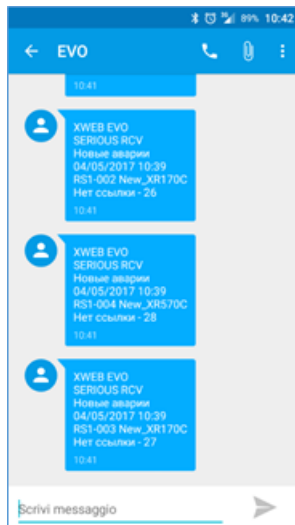 89% 10:42
EVO
10:41
XWEB EVO
SERIOUS RCV
Новые аварии
04/05/2017 10:39
RS1-002 New_XR170C
Нет ссылки - 26
10:41
XWEB EVO
SERIOUS RCV
Новые аварии
04/05/2017 10:39
RS1-004 New_XR570C
Нет ссылки - 28
10:41
XWEB EVO
SERIOUS RCV
Новые аварии
04/05/2017 10:39
RS1-003 New_XR170C
Нет ссылки - 27
10:41
Scrivi messaggio